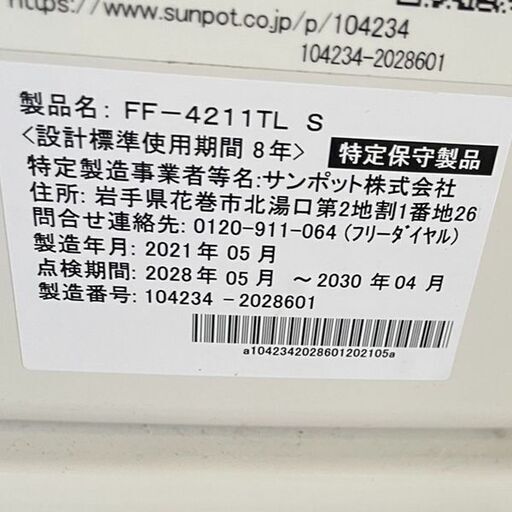 https://www.sunpot.co.jp/p/104234
104234-2028601
製品名: FF-4211TL S
<設計標準使用期間 8年> 特定保守製品
特定製造事業者等名:サンポット株式会社
住所: 岩手県花巻市北湯口第2地割1番地26
問合せ連絡先: 0120-911-064 (フリーダイヤル)
製造年月: 2021 年 05 月
点検期間: 2028 年 05 月 ~ 2030 年 04 月
製造番号: 104234 - 2028601
a1042342028601202105a